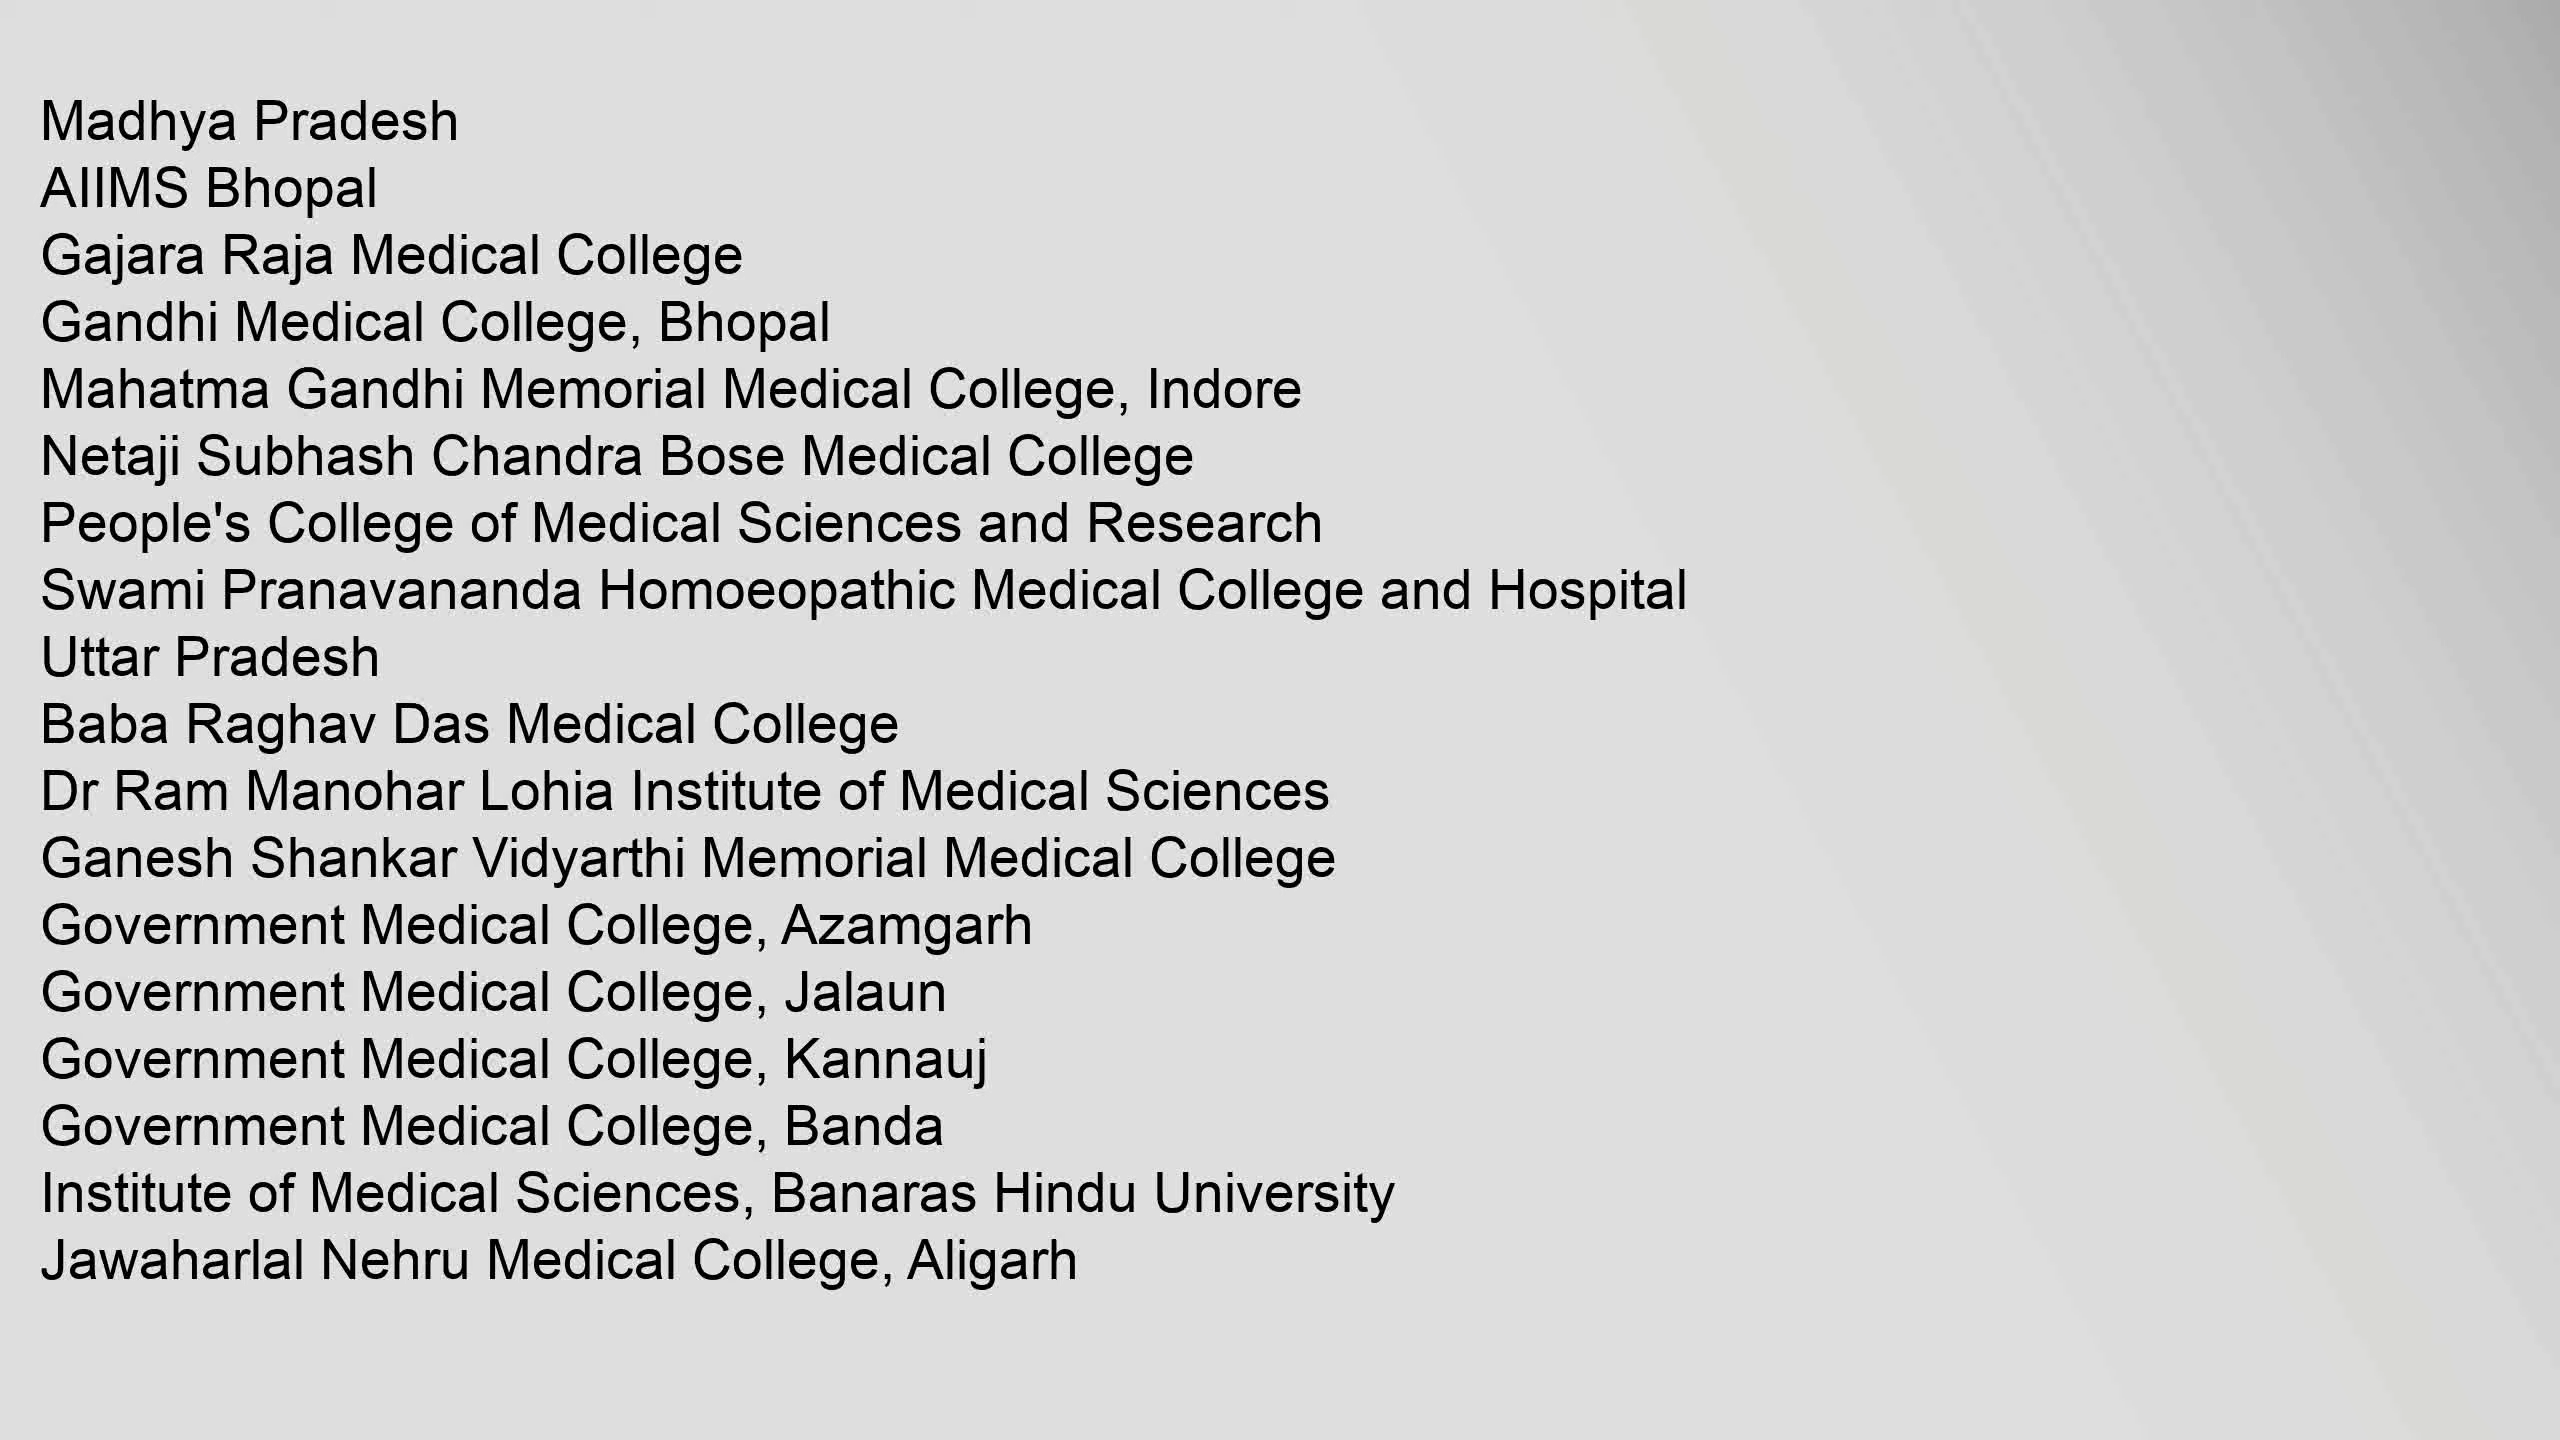 Madhya Pradesh
AIIMS Bhopal
Gajara Raja Medical College
Gandhi Medical College, Bhopal
Mahatma Gandhi Memorial Medical College, Indore
Netaji Subhash Chandra Bose Medical College
People's College of Medical Sciences and Research
Swami Pranavananda Homoeopathic Medical College and Hospital
Uttar Pradesh
Baba Raghav Das Medical College
Dr Ram Manohar Lohia Institute of Medical Sciences
Ganesh Shankar Vidyarthi Memorial Medical College
Government Medical College, Azamgarh
Government Medical College, Jalaun
Government Medical College, Kannauj
Government Medical College, Banda
Institute of Medical Sciences, Banaras Hindu University
Jawaharlal Nehru Medical College, Aligarh